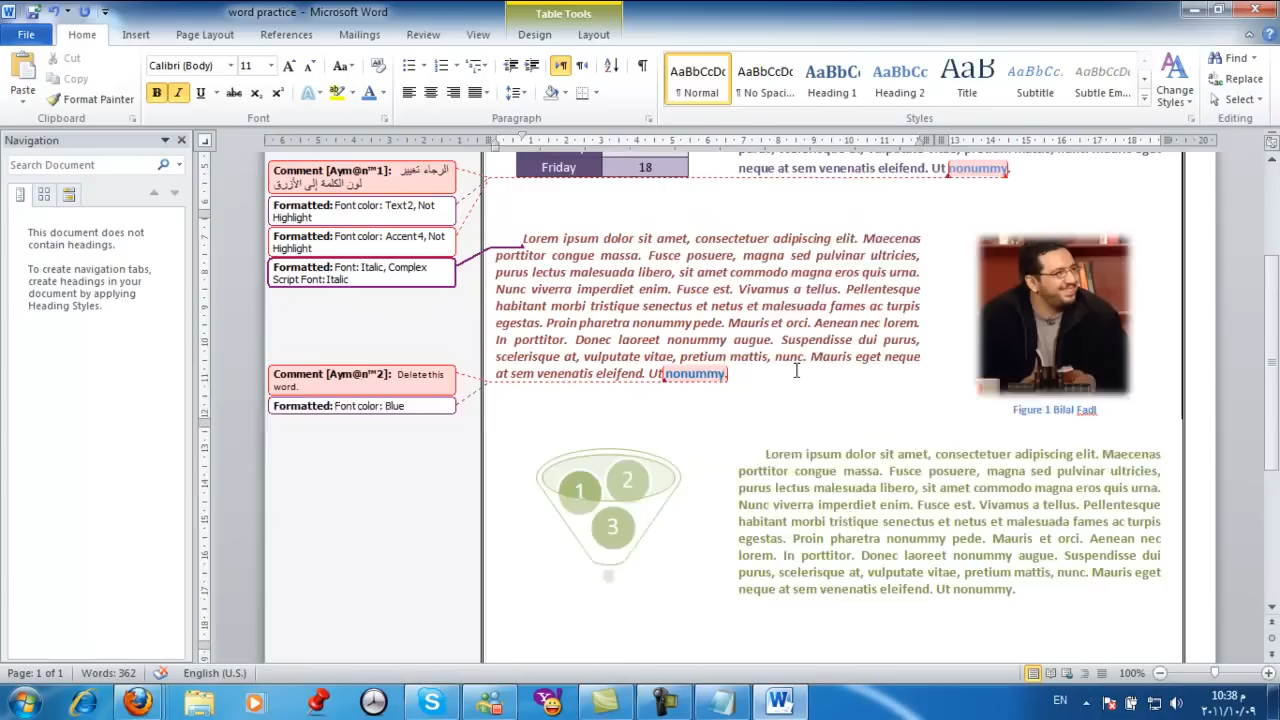 word practice - Microsoft Word
Table Tools
File Home Insert Page Layout References Mailings Review View Design Layout
Cut
Copy
Format Painter
Paste
Clipboard
Calibri (Body) 11
Font
Paragraph
AaBbCcDc AaBbCcDc AaBbCc AaBbCc AaB AaBbCc. AaBbCcDc
¶ Normal ¶ No Spaci... Heading 1 Heading 2 Title Subtitle Subtle Em...
Change
Styles
Styles
Find
Replace
Select
Editing
Navigation
Search Document
This document does not
contain headings.
To create navigation tabs,
create headings in your
document by applying
Heading Styles.
Comment [Aym@n™1]: الرجاء تغيير
لون الكلمة إلى الأزرق
Formatted: Font color: Text 2, Not
Highlight
Formatted: Font color: Accent 4, Not
Highlight
Formatted: Font: Italic, Complex
Script Font: Italic
Comment [Aym@n™2]: Delete this
word.
Formatted: Font color: Blue
Friday 18
neque at sem venenatis eleifend. Ut nonummy.
Lorem ipsum dolor sit amet, consectetuer adipiscing elit. Maecenas
porttitor congue massa. Fusce posuere, magna sed pulvinar ultricies,
purus lectus malesuada libero, sit amet commodo magna eros quis urna.
Nunc viverra imperdiet enim. Fusce est. Vivamus a tellus. Pellentesque
habitant morbi tristique senectus et netus et malesuada fames ac turpis
egestas. Proin pharetra nonummy pede. Mauris et orci. Aenean nec lorem.
In porttitor. Donec laoreet nonummy augue. Suspendisse dui purus,
scelerisque at, vulputate vitae, pretium mattis, nunc. Mauris eget neque
at sem venenatis eleifend. Ut nonummy.
Figure 1 Bilal Fadl
1 2
3
Lorem ipsum dolor sit amet, consectetuer adipiscing elit. Maecenas
porttitor congue massa. Fusce posuere, magna sed pulvinar ultricies,
purus lectus malesuada libero, sit amet commodo magna eros quis urna.
Nunc viverra imperdiet enim. Fusce est. Vivamus a tellus. Pellentesque
habitant morbi tristique senectus et netus et malesuada fames ac turpis
egestas. Proin pharetra nonummy pede. Mauris et orci. Aenean nec
lorem. In porttitor. Donec laoreet nonummy augue. Suspendisse dui
purus, scelerisque at, vulputate vitae, pretium mattis, nunc. Mauris eget
neque at sem venenatis eleifend. Ut nonummy.
Page: 1 of 1 Words: 362 English (U.S.) 100%
EN
10:38 م
٢٠١١/١٠/٠٩